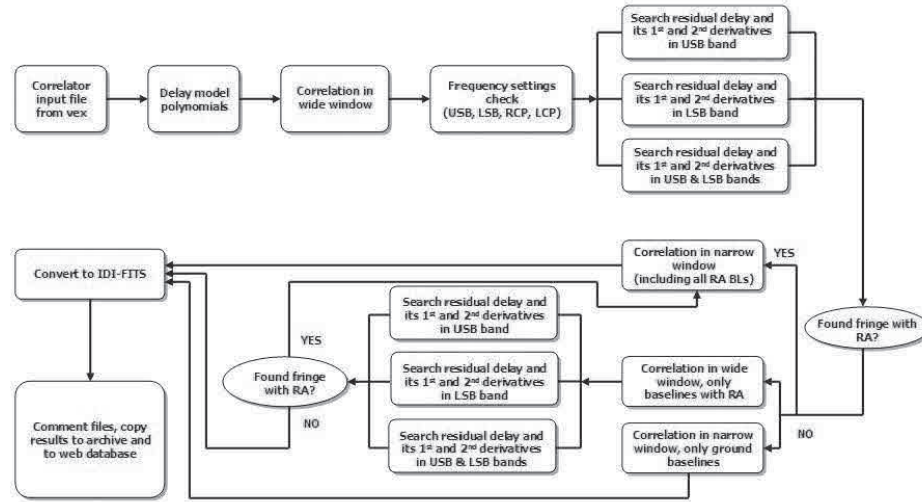 Correlator
input file
from vex
Delay model
polynomials
Correlation in
wide window
Frequency settings
check
(USB, LSB, RCP, LCP)
Search residual delay and
its 1st and 2nd derivatives
in USB band
Search residual delay and
its 1st and 2nd derivatives
in LSB band
Search residual delay and
its 1st and 2nd derivatives
in USB & LSB bands
Found fringe with
RA?
YES
NO
Correlation in narrow
window
(including all RA BLs)
Correlation in wide
window, only
baselines with RA
Correlation in narrow
window, only ground
baselines
Search residual delay and
its 1st and 2nd derivatives
in USB band
Search residual delay and
its 1st and 2nd derivatives
in LSB band
Search residual delay and
its 1st and 2nd derivatives
in USB & LSB bands
Found fringe
with RA?
YES
NO
Convert to IDI-FITS
Comment files, copy
results to archive and
to web database